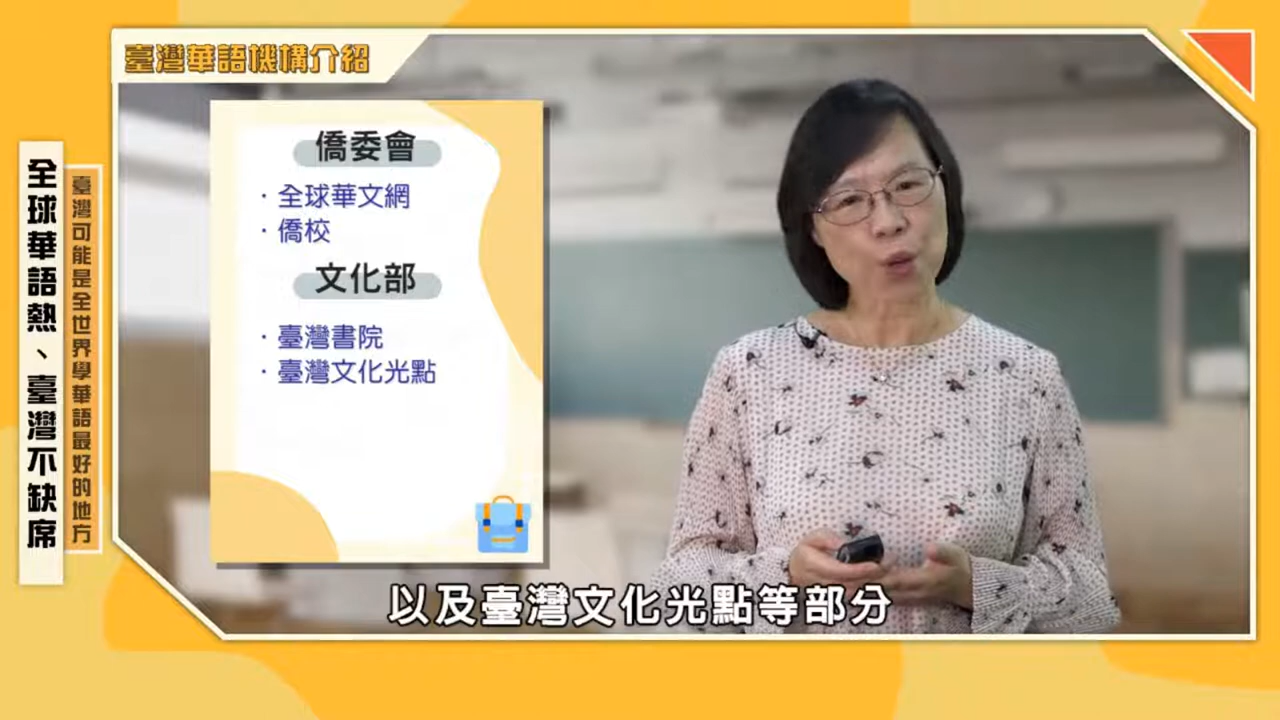 臺灣華語機構介紹
全球華語熱、臺灣不缺席
臺灣可能是全世界學華語最好的地方
僑委會
· 全球華文網
· 僑校
文化部
· 臺灣書院
· 臺灣文化光點
以及臺灣文化光點等部分